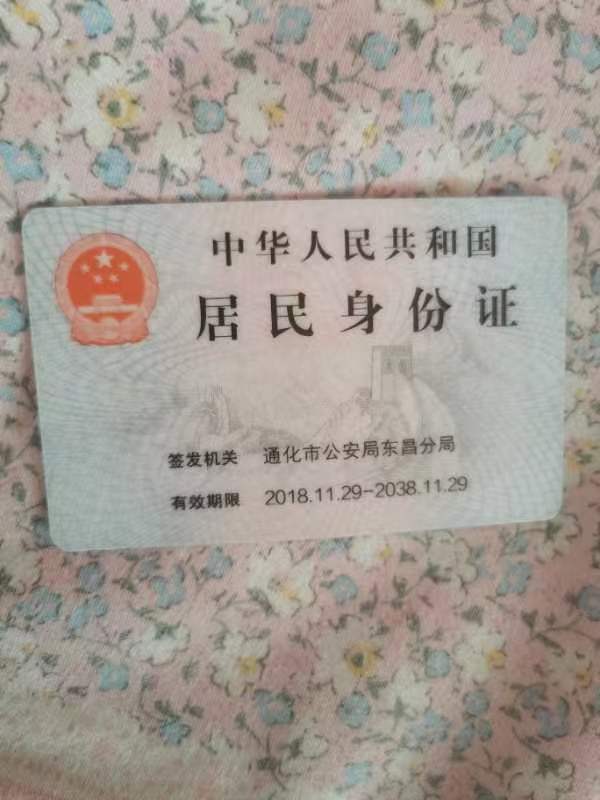 中华人民共和国
居民身份证
签发机关 通化市公安局东昌分局
有效期限 2018.11.29-2038.11.29